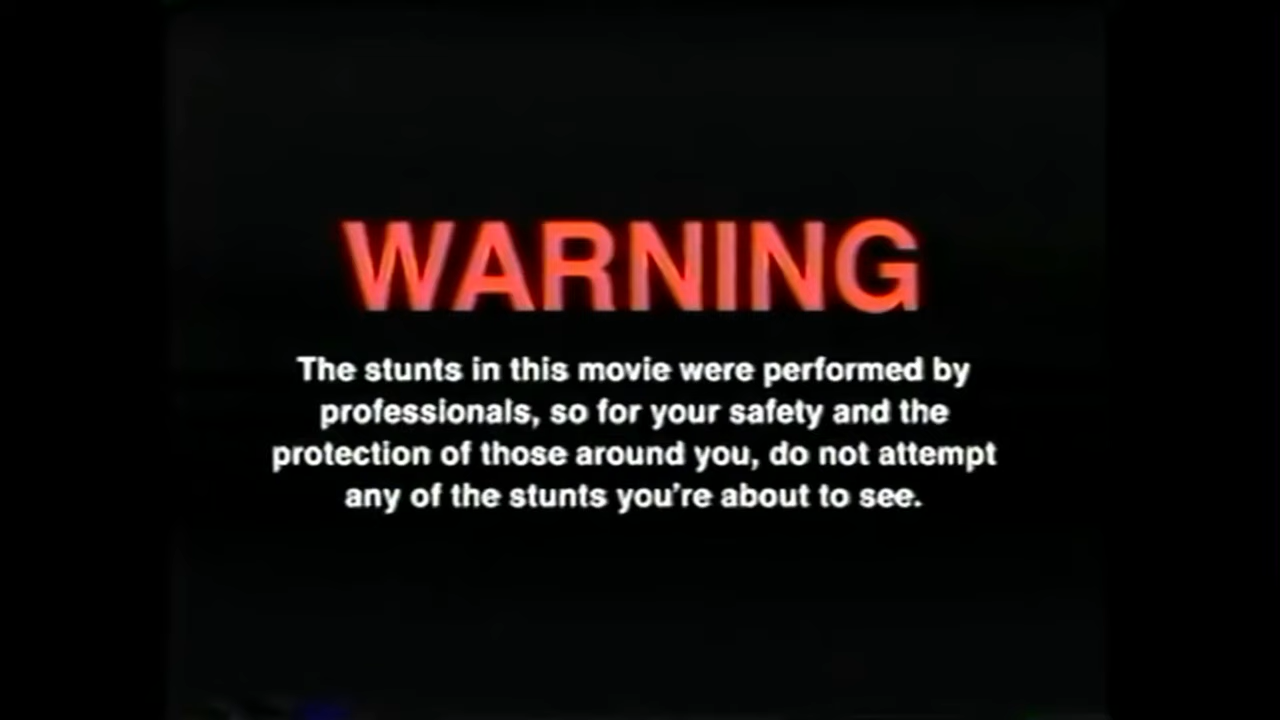 WARNING
The stunts in this movie were performed by
professionals, so for your safety and the
protection of those around you, do not attempt
any of the stunts you're about to see.